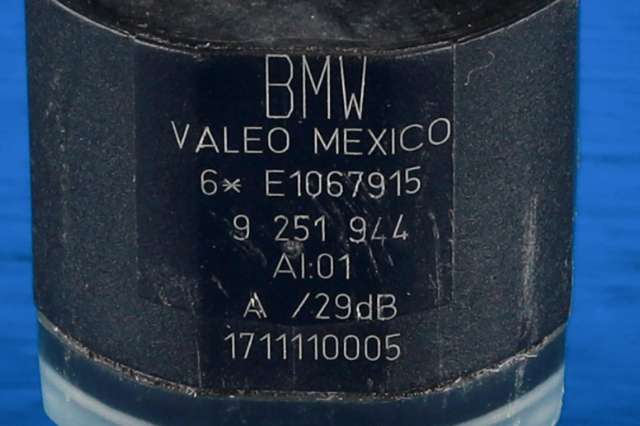 BMW
VALEO MEXICO
6* E1067915
9 251 944
AI:01
A /29dB
1711110005